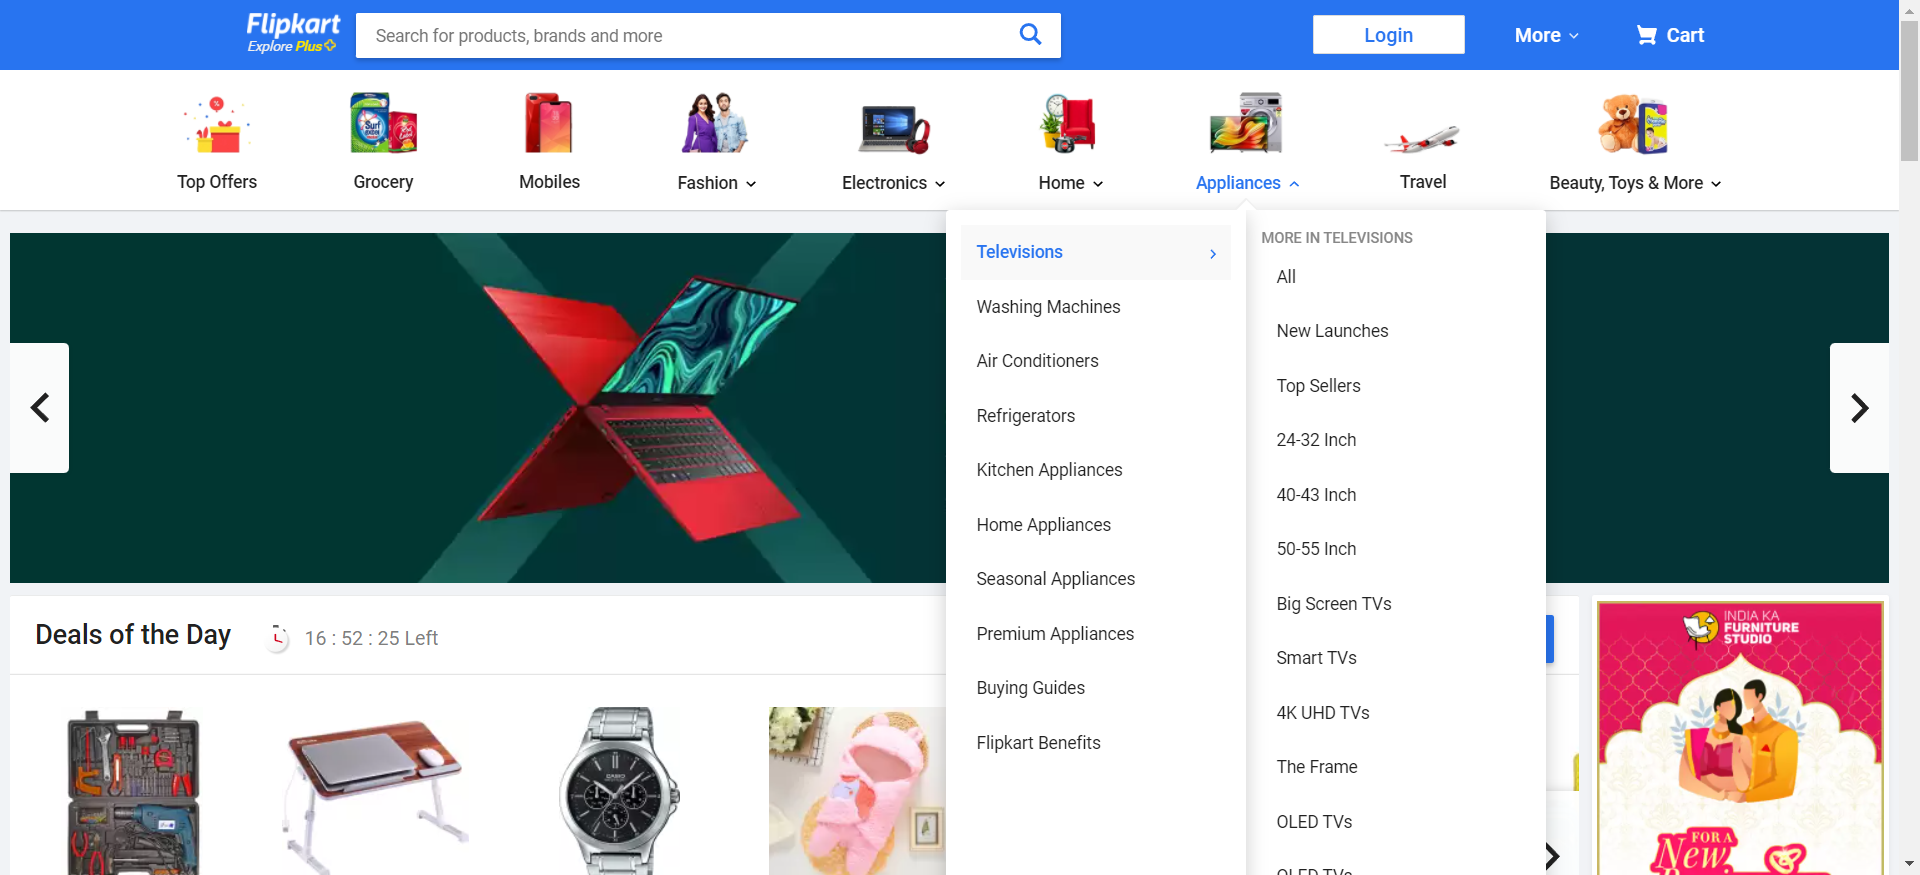 Flipkart
Explore Plus
Search for products, brands and more
Login
More
Cart
Top Offers
Grocery
Mobiles
Fashion
Electronics
Home
Appliances
Travel
Beauty, Toys & More
Televisions
Washing Machines
Air Conditioners
Refrigerators
Kitchen Appliances
Home Appliances
Seasonal Appliances
Premium Appliances
Buying Guides
Flipkart Benefits
MORE IN TELEVISIONS
All
New Launches
Top Sellers
24-32 Inch
40-43 Inch
50-55 Inch
Big Screen TVs
Smart TVs
4K UHD TVs
The Frame
OLED TVs
Deals of the Day
16 : 52 : 25 Left
INDIA KA
FURNITURE
STUDIO
FOR A
New
Surf
excel
CASIO